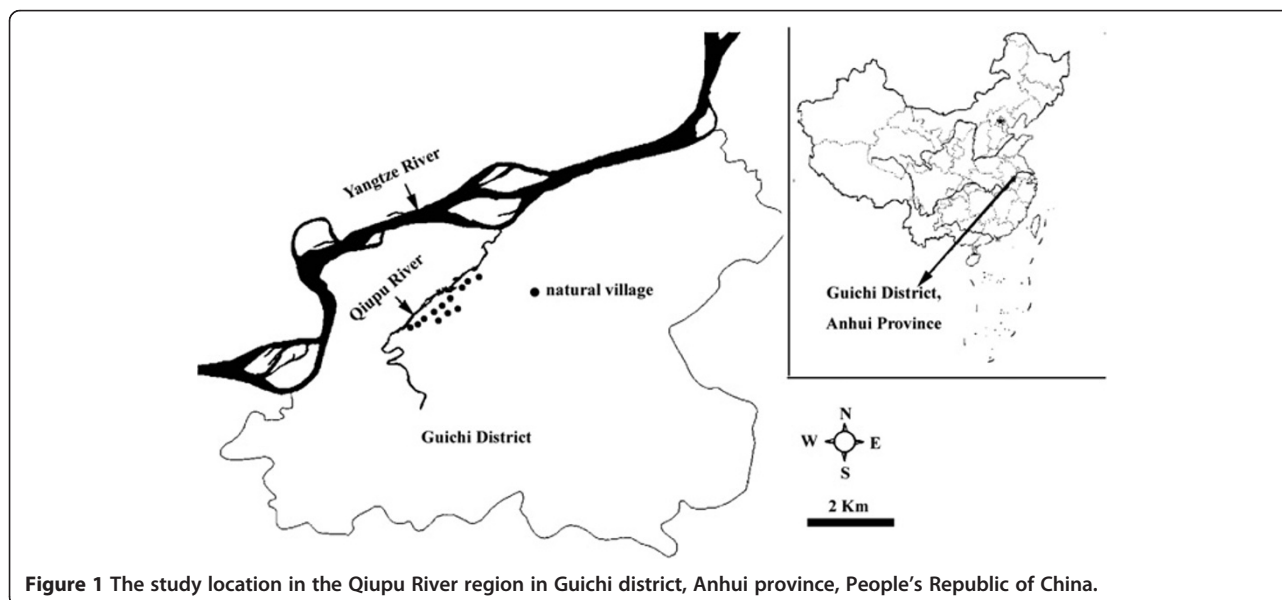 Yangtze River
Qiupu River
natural village
Guichi District
Guichi District,
Anhui Province
N
W
E
S
2 Km
Figure 1 The study location in the Qiupu River region in Guichi district, Anhui province, People's Republic of China.